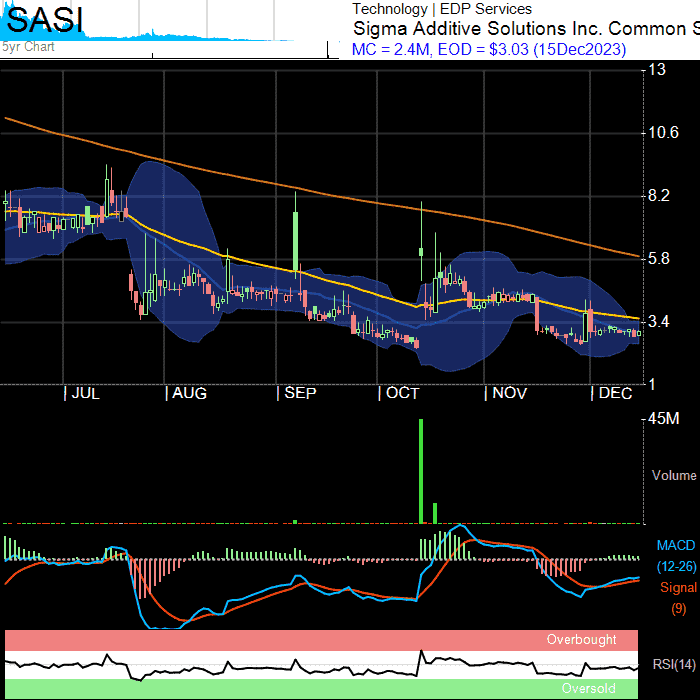 SASI
5yr Chart
Technology | EDP Services
Sigma Additive Solutions Inc. Common S
MC = 2.4M, EOD = $3.03 (15Dec2023)
13
10.6
8.2
5.8
3.4
1
JUL AUG SEP OCT NOV DEC
45M
Volume
MACD
(12-26)
Signal
(9)
Overbought
RSI(14)
Oversold